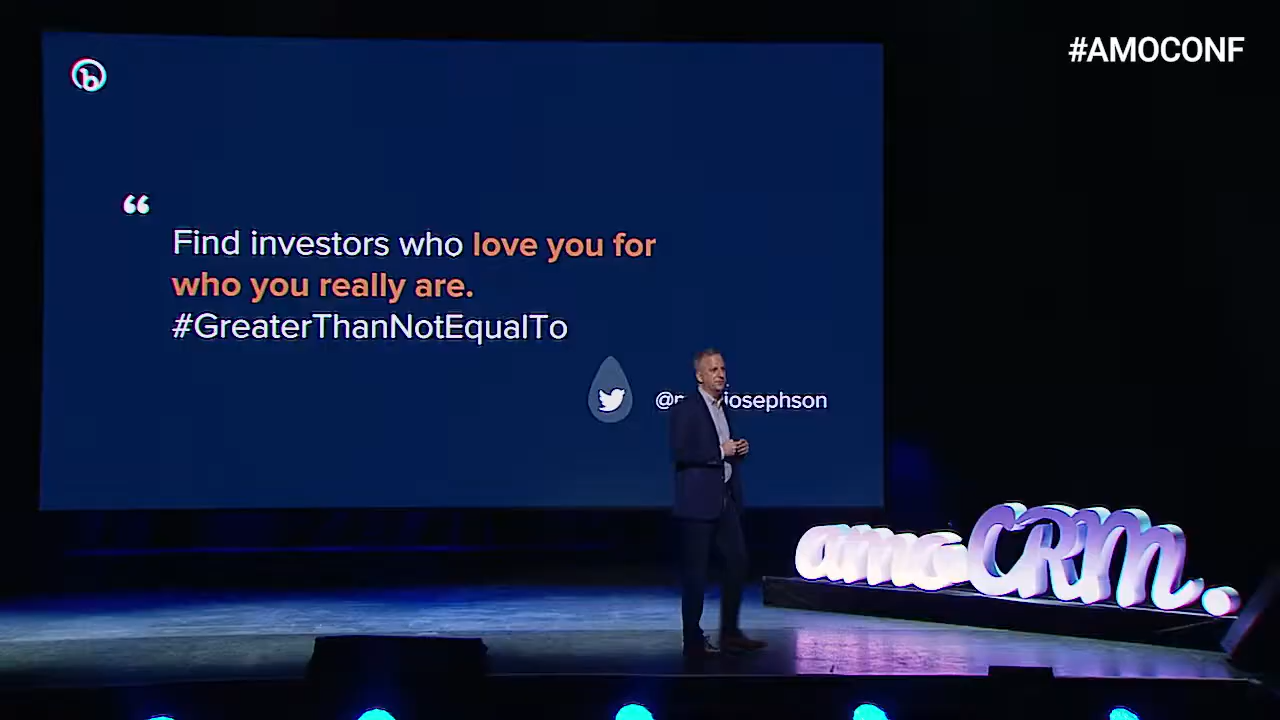 #AMOCONF
“
Find investors who love you for
who you really are.
#GreaterThanNotEqualTo
josephson
amoCRM.